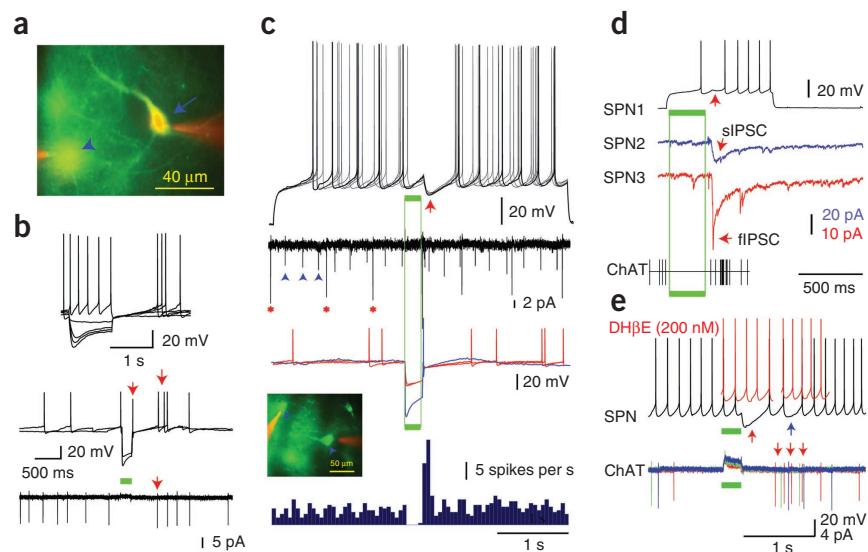 a
40 µm
b
20 mV
1 s
20 mV
500 ms
5 pA
c
20 mV
2 pA
20 mV
50 µm
5 spikes per s
1 s
d
20 mV
SPN1
sIPSC
SPN2
SPN3
20 pA
10 pA
fIPSC
ChAT
500 ms
e
DHβE (200 nM)
SPN
ChAT
20 mV
4 pA
1 s